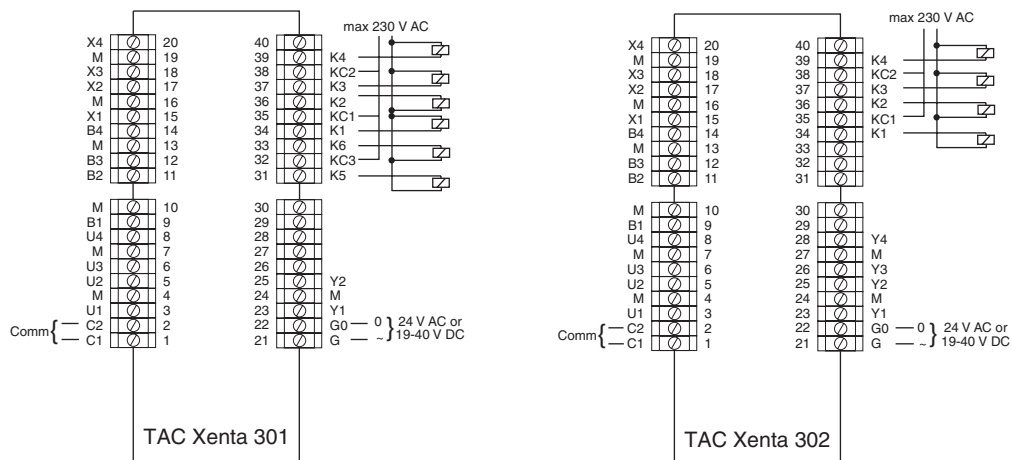 max 230 V AC
X4 20 40
M 19 39 K4
X3 18 38 KC2
X2 17 37 K3
M 16 36 K2
X1 15 35 KC1
B4 14 34 K1
M 13 33 K6
B3 12 32 KC3
B2 11 31 K5
M 10 30
B1 9 29
U4 8 28
M 7 27
U3 6 26
U2 5 25 Y2
M 4 24 M
U1 3 23 Y1
Comm { C2 2 22 G0 0 } 24 V AC or
C1 1 21 G ~ 19-40 V DC
TAC Xenta 301
max 230 V AC
X4 20 40
M 19 39 K4
X3 18 38 KC2
X2 17 37 K3
M 16 36 K2
X1 15 35 KC1
B4 14 34 K1
M 13 33
B3 12 32
B2 11 31
M 10 30
B1 9 29
U4 8 28 Y4
M 7 27 M
U3 6 26 Y3
U2 5 25 Y2
M 4 24 M
U1 3 23 Y1
Comm { C2 2 22 G0 0 } 24 V AC or
C1 1 21 G ~ 19-40 V DC
TAC Xenta 302